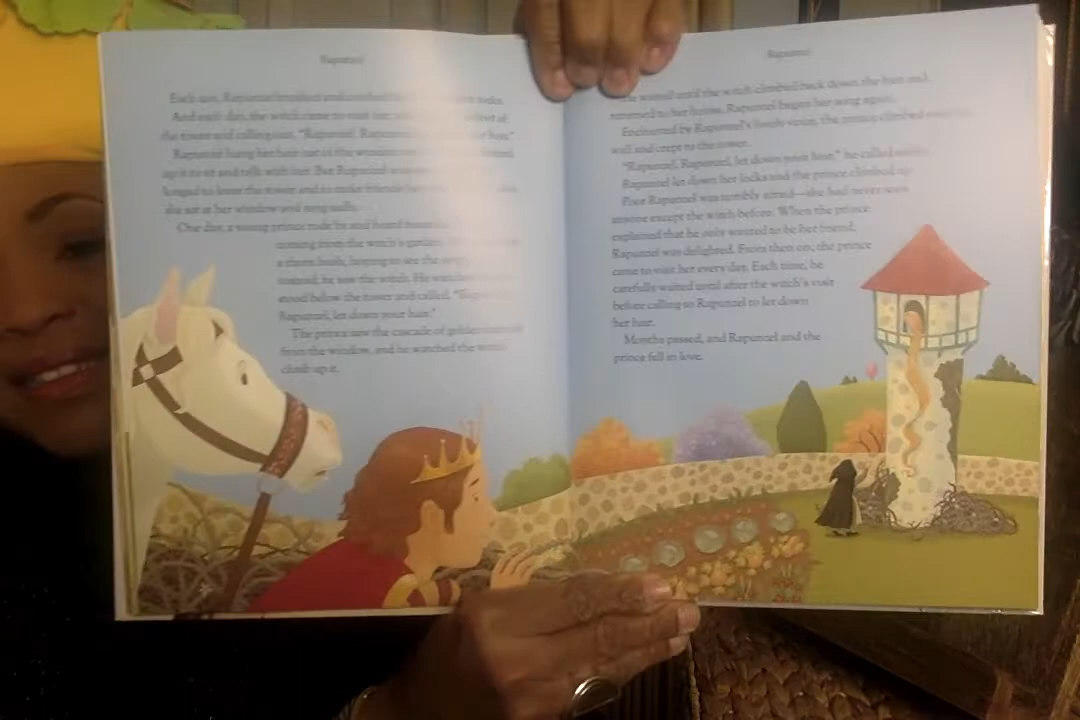 Rapunzel
Each day, Rapunzel brushed and
And each day, the witch came to visit her,
the tower and calling out, "Rapunzel, Rapunzel, hair."
Rapunzel hung her hair out of the window
up it to sit and talk with her. But Rapunzel
longed to leave the tower and to make friends
she sat at her window and sang sadly.
One day, a young prince rode by and heard
coming from the witch's garden.
a thorn bush, hoping to see the
instead, he saw the witch. He watched
stood below the tower and called, "Rapunzel,
Rapunzel, let down your hair."
The prince saw the cascade of golden
from the window, and he watched the witch
climb up it.
Rapunzel
He waited until the witch climbed back down the hair and
returned to her home. Rapunzel began her song again.
Enchanted by Rapunzel's lovely voice, the prince climbed over the
wall and crept to the tower.
"Rapunzel, Rapunzel, let down your hair," he called
Rapunzel let down her locks and the prince climbed up.
Poor Rapunzel was terribly afraid—she had never seen
anyone except the witch before. When the prince
explained that he only wanted to be her friend,
Rapunzel was delighted. From then on, the prince
came to visit her every day. Each time, he
carefully waited until after the witch's visit
before calling to Rapunzel to let down
her hair.
Months passed, and Rapunzel and the
prince fell in love.